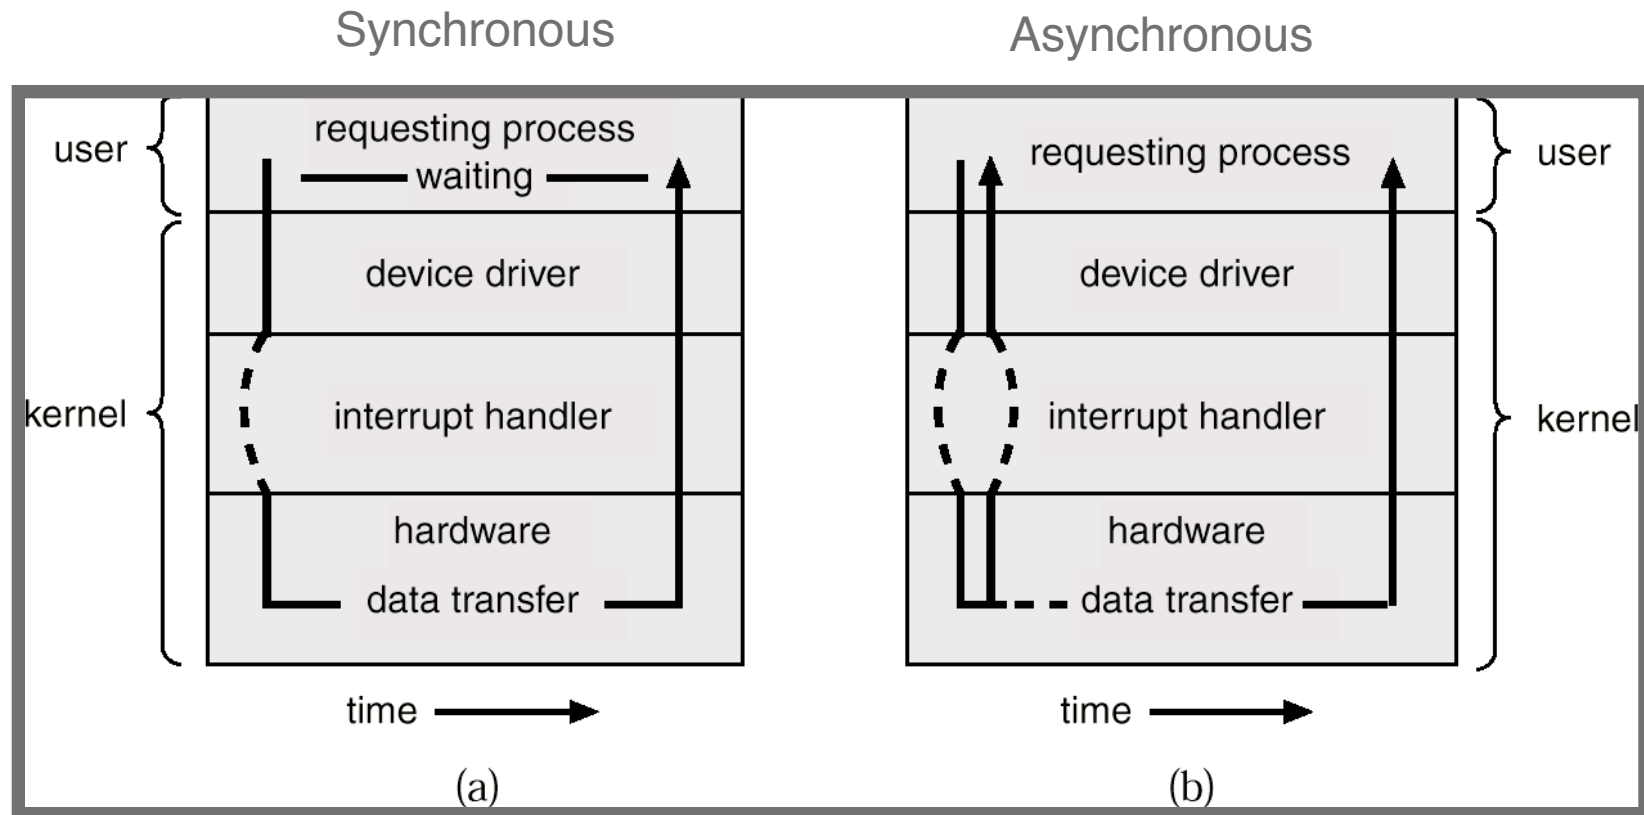 Synchronous
Asynchronous
user
requesting process
waiting
device driver
kernel
interrupt handler
hardware
data transfer
time
(a)
requesting process
user
device driver
interrupt handler
kernel
hardware
data transfer
time
(b)